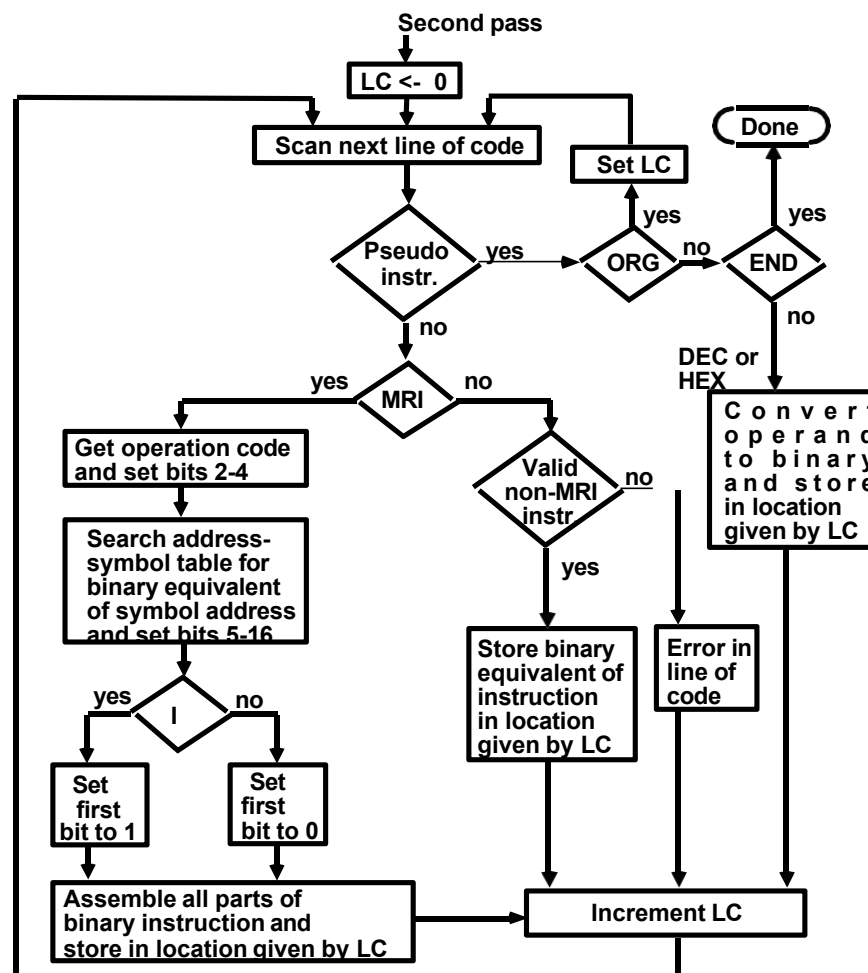 Second pass
LC <- 0
Scan next line of code
Done
Set LC
yes
yes
Pseudo
instr.
yes
ORG
no
END
no
no
DEC or
HEX
yes
MRI
no
Convert
operand
to binary
and store
in location
given by LC
Get operation code
and set bits 2-4
Valid
non-MRI
instr
no
yes
Search address-
symbol table for
binary equivalent
of symbol address
and set bits 5-16
Store binary
equivalent of
instruction
in location
given by LC
Error in
line of
code
yes
I
no
Set
first
bit to 1
Set
first
bit to 0
Assemble all parts of
binary instruction and
store in location given by LC
Increment LC